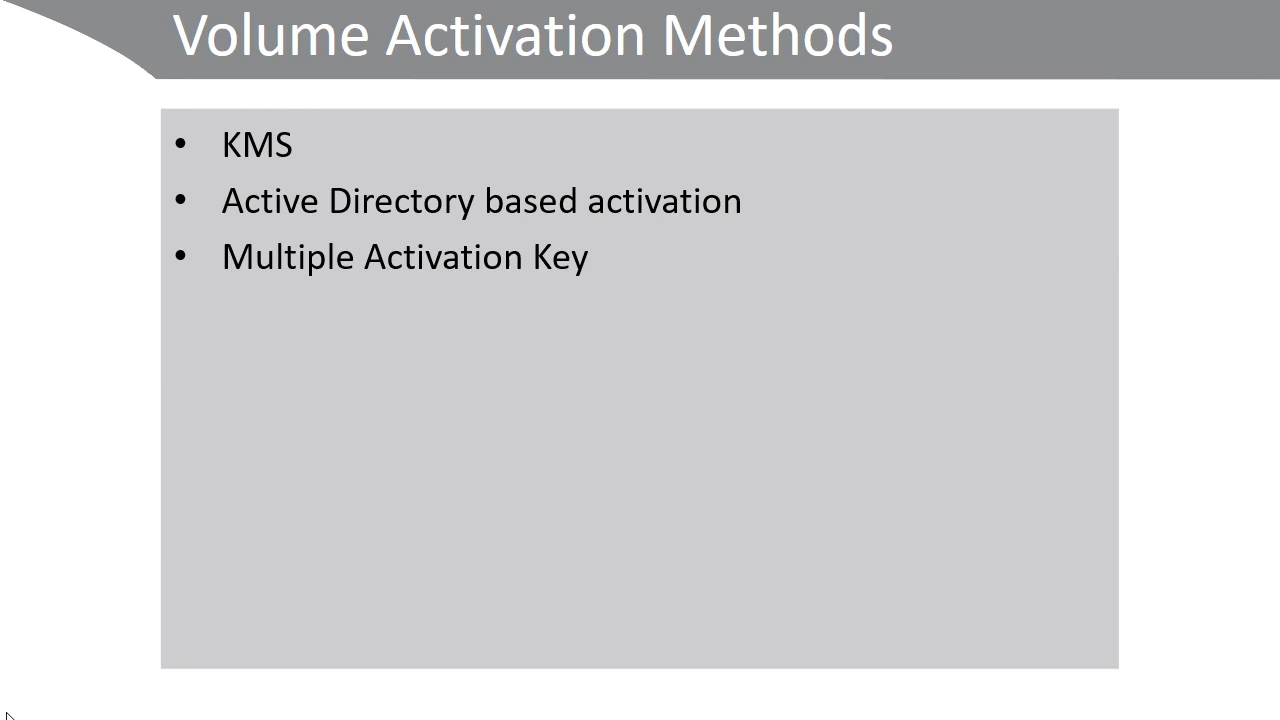 Volume Activation Methods
• KMS
• Active Directory based activation
• Multiple Activation Key